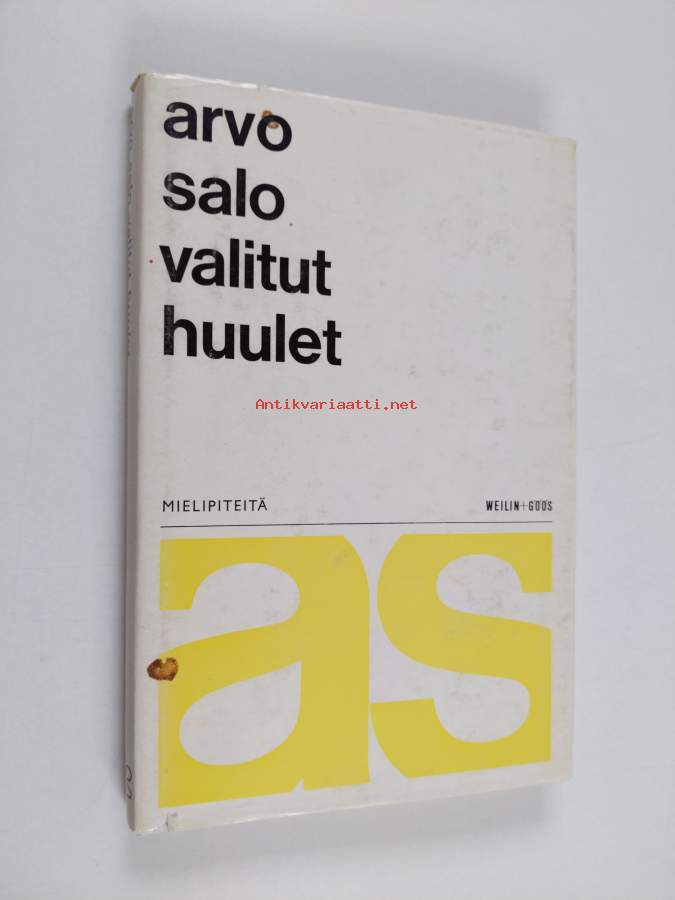 arvo
salo
valitut
huulet
Antikvariaatti.net
MIELIPITEITÄ
WEILIN+GÖÖS
as